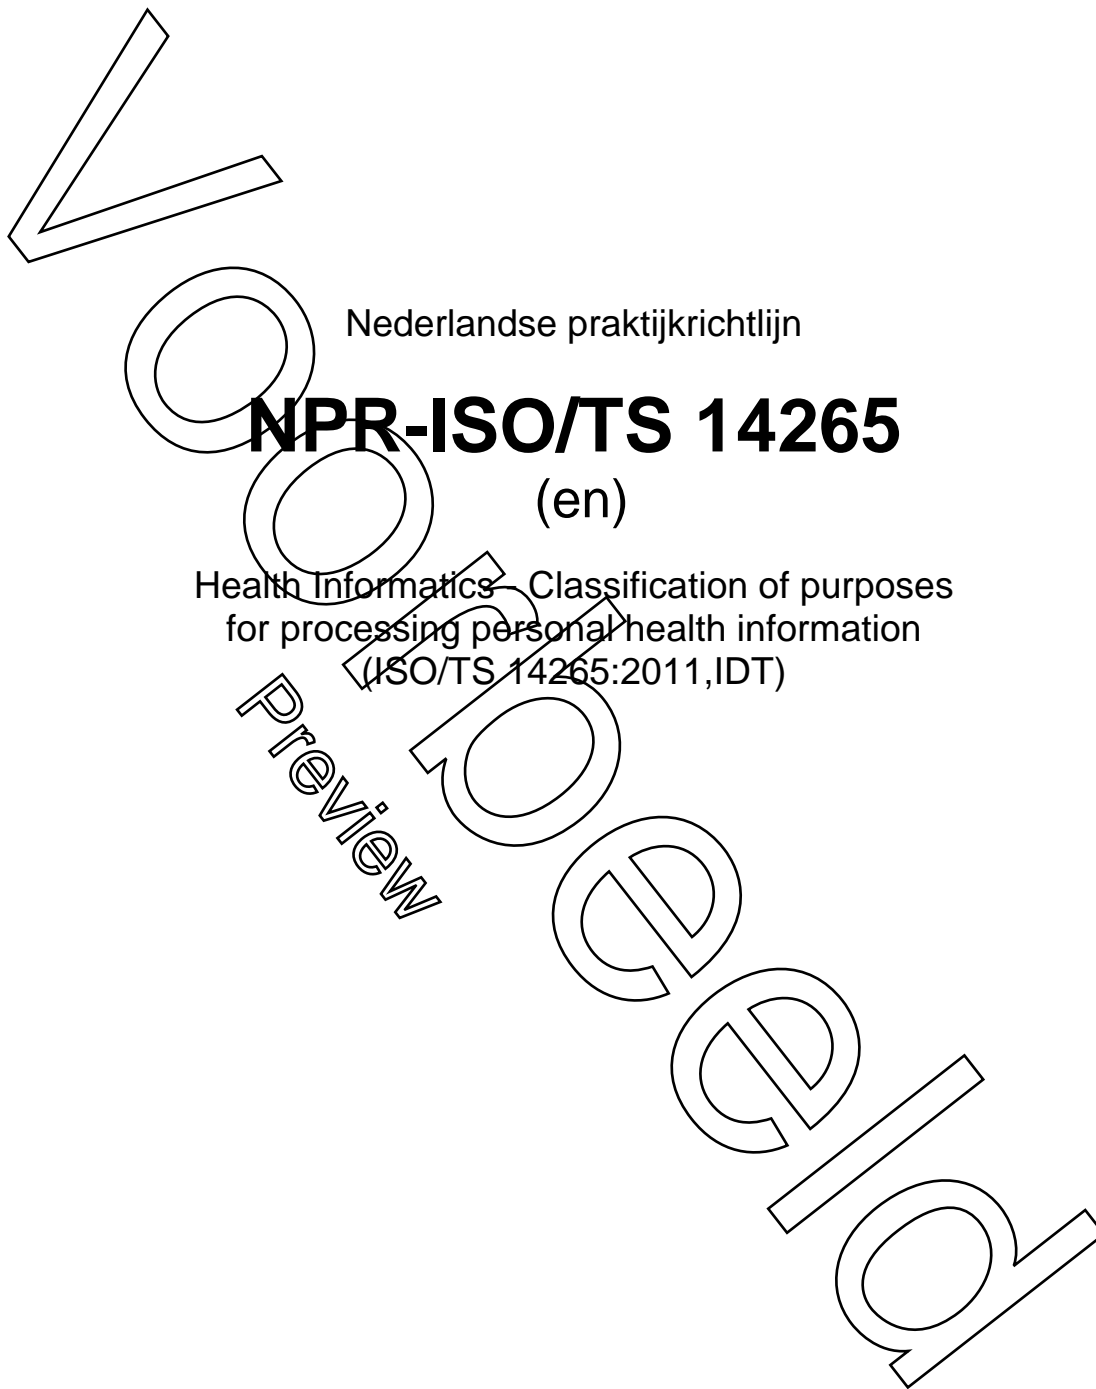 Nederlandse praktijkrichtlijn
NPR-ISO/TS 14265
(en)
Health Informatics - Classification of purposes
for processing personal health information
(ISO/TS 14265:2011,IDT)
Voorbeeld
Preview